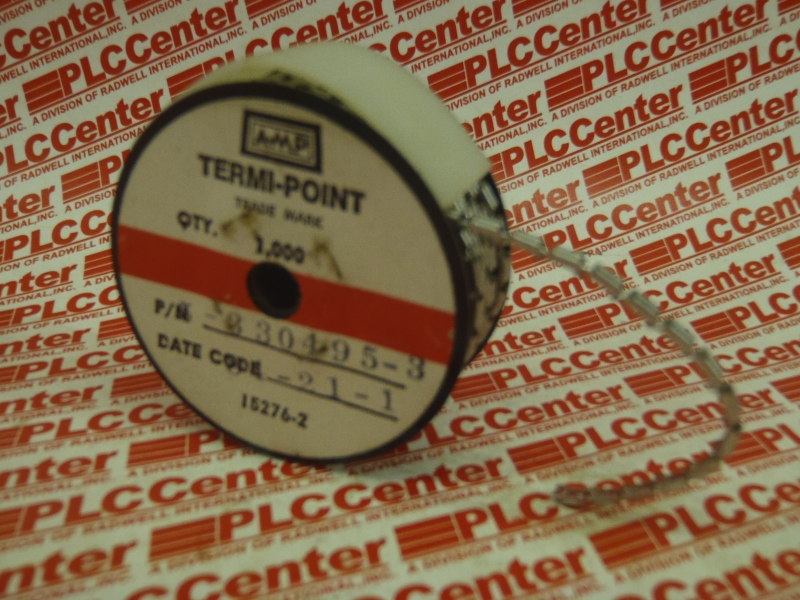 AMP
TERMI-POINT
TRADE MARK
QTY. 1,000
P/N 330495-3
DATE CODE -21-1
15276-2
PLCCenter
A DIVISION OF RADWELL INTERNATIONAL, INC.